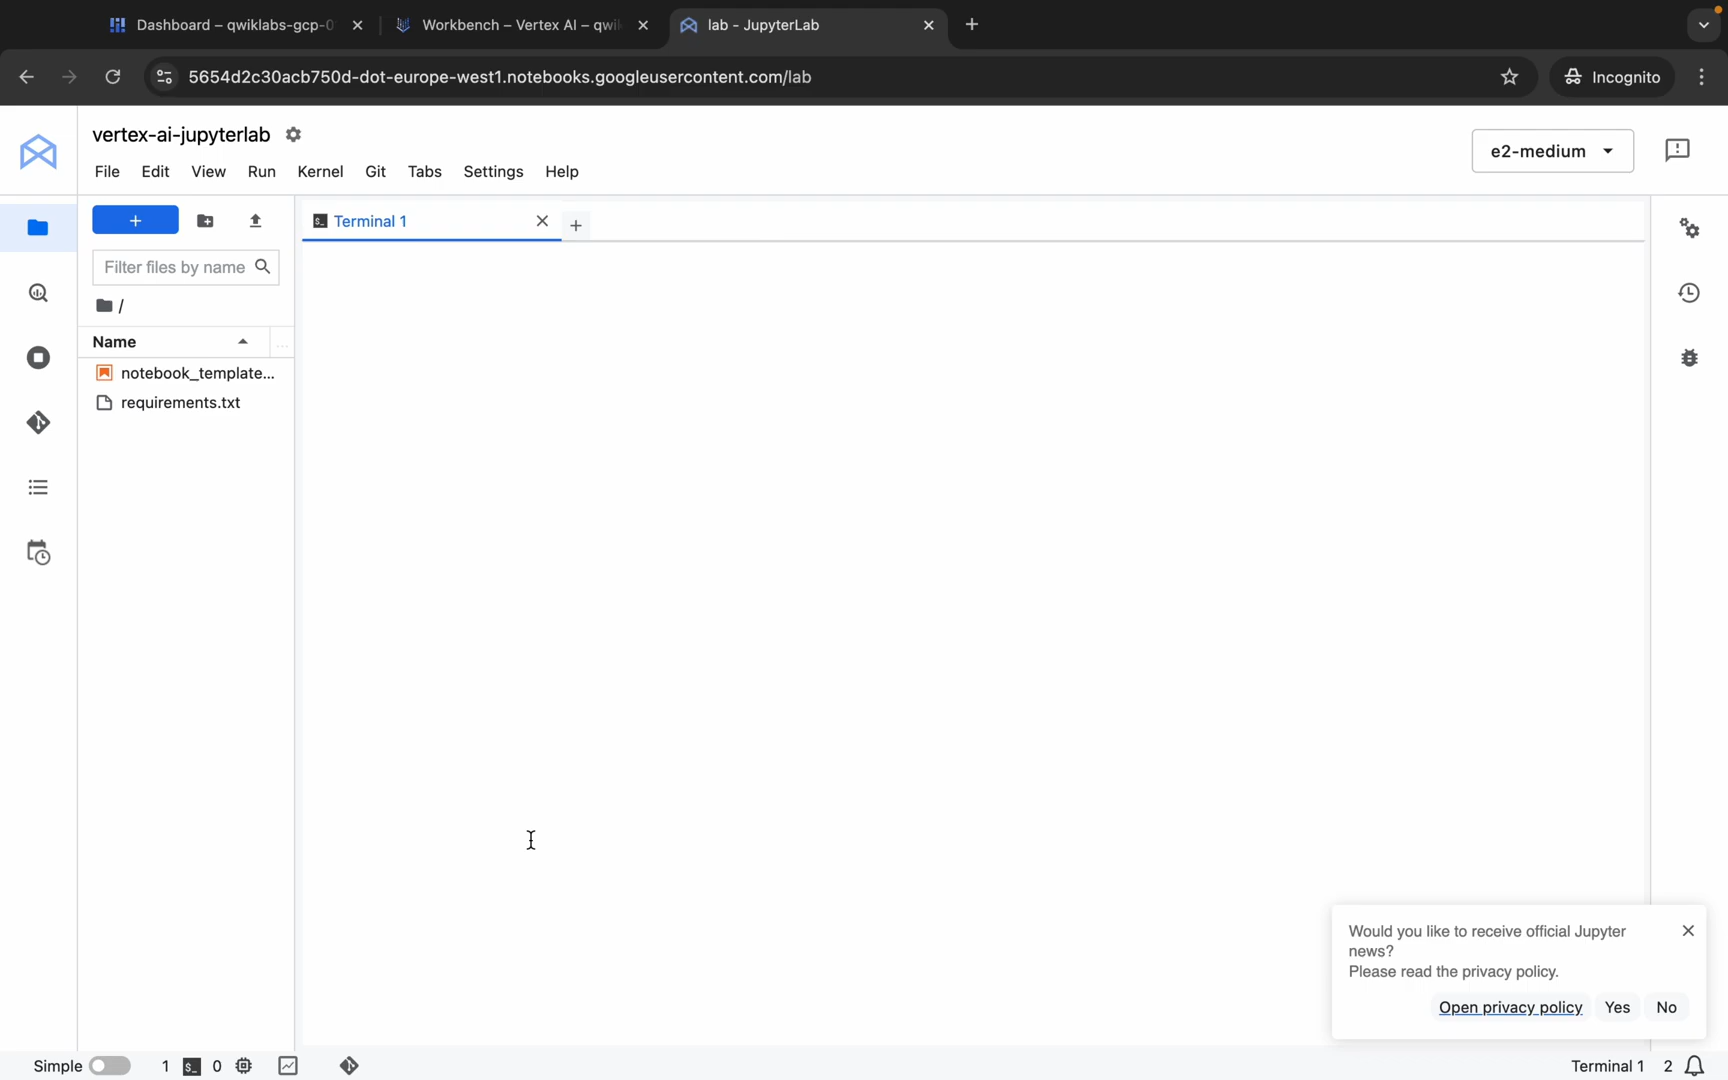 Dashboard – qwiklabs-gcp-0
Workbench – Vertex AI – qwi
lab - JupyterLab
5654d2c30acb750d-dot-europe-west1.notebooks.googleusercontent.com/lab
Incognito
vertex-ai-jupyterlab
e2-medium
File Edit View Run Kernel Git Tabs Settings Help
Terminal 1
Filter files by name
/
Name
...
notebook_template...
requirements.txt
Would you like to receive official Jupyter
news?
Please read the privacy policy.
Open privacy policy Yes No
Simple 1 0 Terminal 1 2